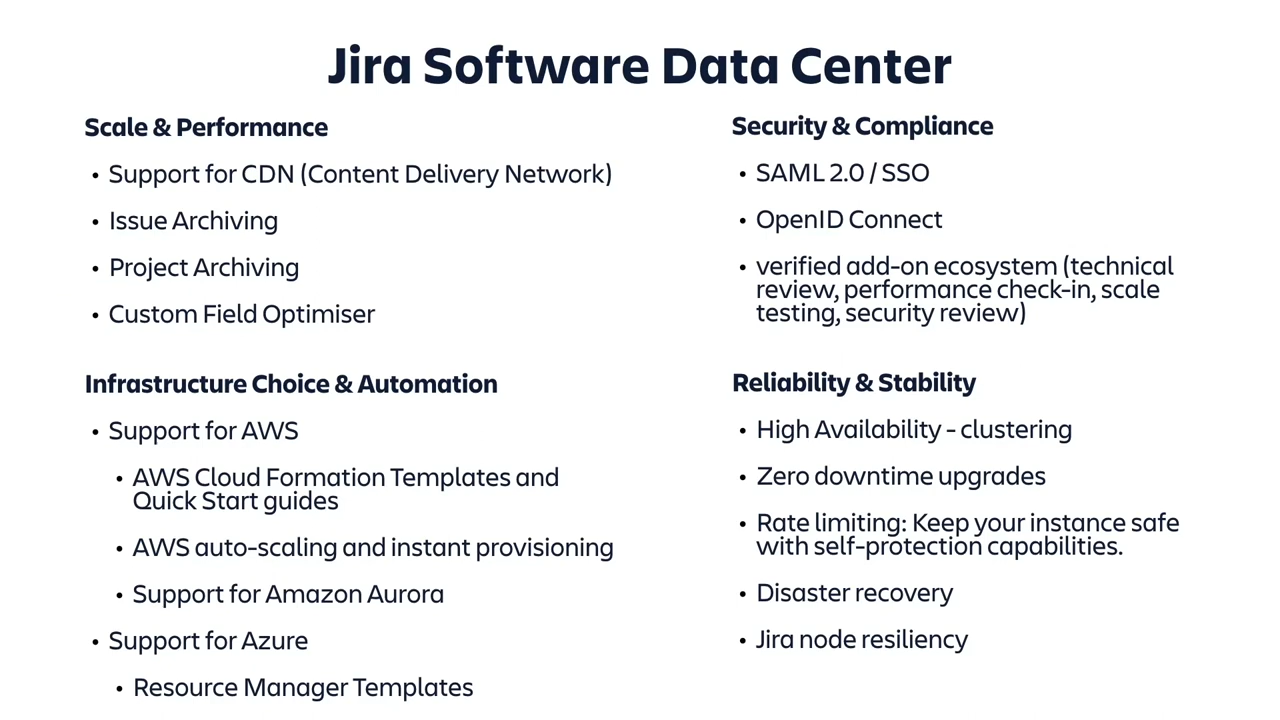 Jira Software Data Center
Scale & Performance
• Support for CDN (Content Delivery Network)
• Issue Archiving
• Project Archiving
• Custom Field Optimiser
Infrastructure Choice & Automation
• Support for AWS
• AWS Cloud Formation Templates and
Quick Start guides
• AWS auto-scaling and instant provisioning
• Support for Amazon Aurora
• Support for Azure
• Resource Manager Templates
Security & Compliance
• SAML 2.0 / SSO
• OpenID Connect
• verified add-on ecosystem (technical
review, performance check-in, scale
testing, security review)
Reliability & Stability
• High Availability - clustering
• Zero downtime upgrades
• Rate limiting: Keep your instance safe
with self-protection capabilities.
• Disaster recovery
• Jira node resiliency